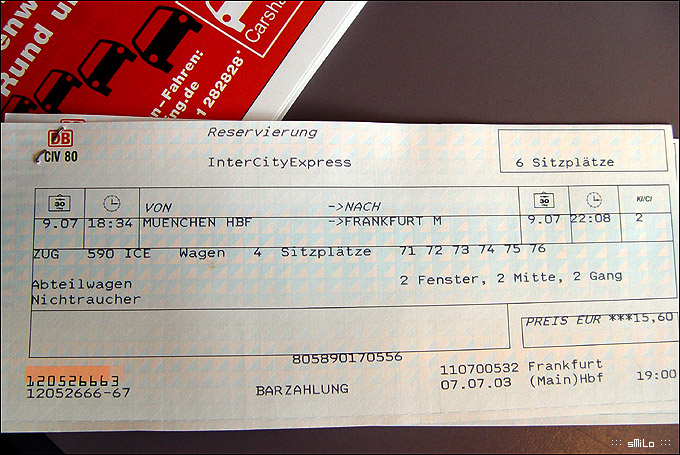 enw
Rund u
Carsha
n-Fahren:
ng.de
1 282828*
DB
CIV 80
Reservierung
InterCityExpress
6 Sitzplätze
VON ->NACH Kl/Cl
9.07 18:34 MUENCHEN HBF ->FRANKFURT M 9.07 22:08 2
ZUG 590 ICE Wagen 4 Sitzplätze 71 72 73 74 75 76
Abteilwagen 2 Fenster, 2 Mitte, 2 Gang
Nichtraucher
PREIS EUR ***15,60
805890170556
120526663 110700532 Frankfurt
12052666-67 BARZAHLUNG 07.07.03 (Main)Hbf 19:00
::: sMiLo :::